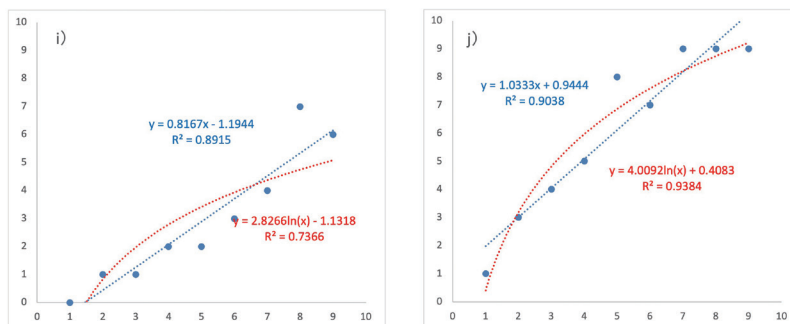 i)
10
9
8
7
6
5
4
3
2
1
0
y = 0.8167x - 1.1944
R² = 0.8915
y = 2.8266ln(x) - 1.1318
R² = 0.7366
0 1 2 3 4 5 6 7 8 9 10
j)
10
9
8
7
6
5
4
3
2
1
0
y = 1.0333x + 0.9444
R² = 0.9038
y = 4.0092ln(x) + 0.4083
R² = 0.9384
0 1 2 3 4 5 6 7 8 9 10